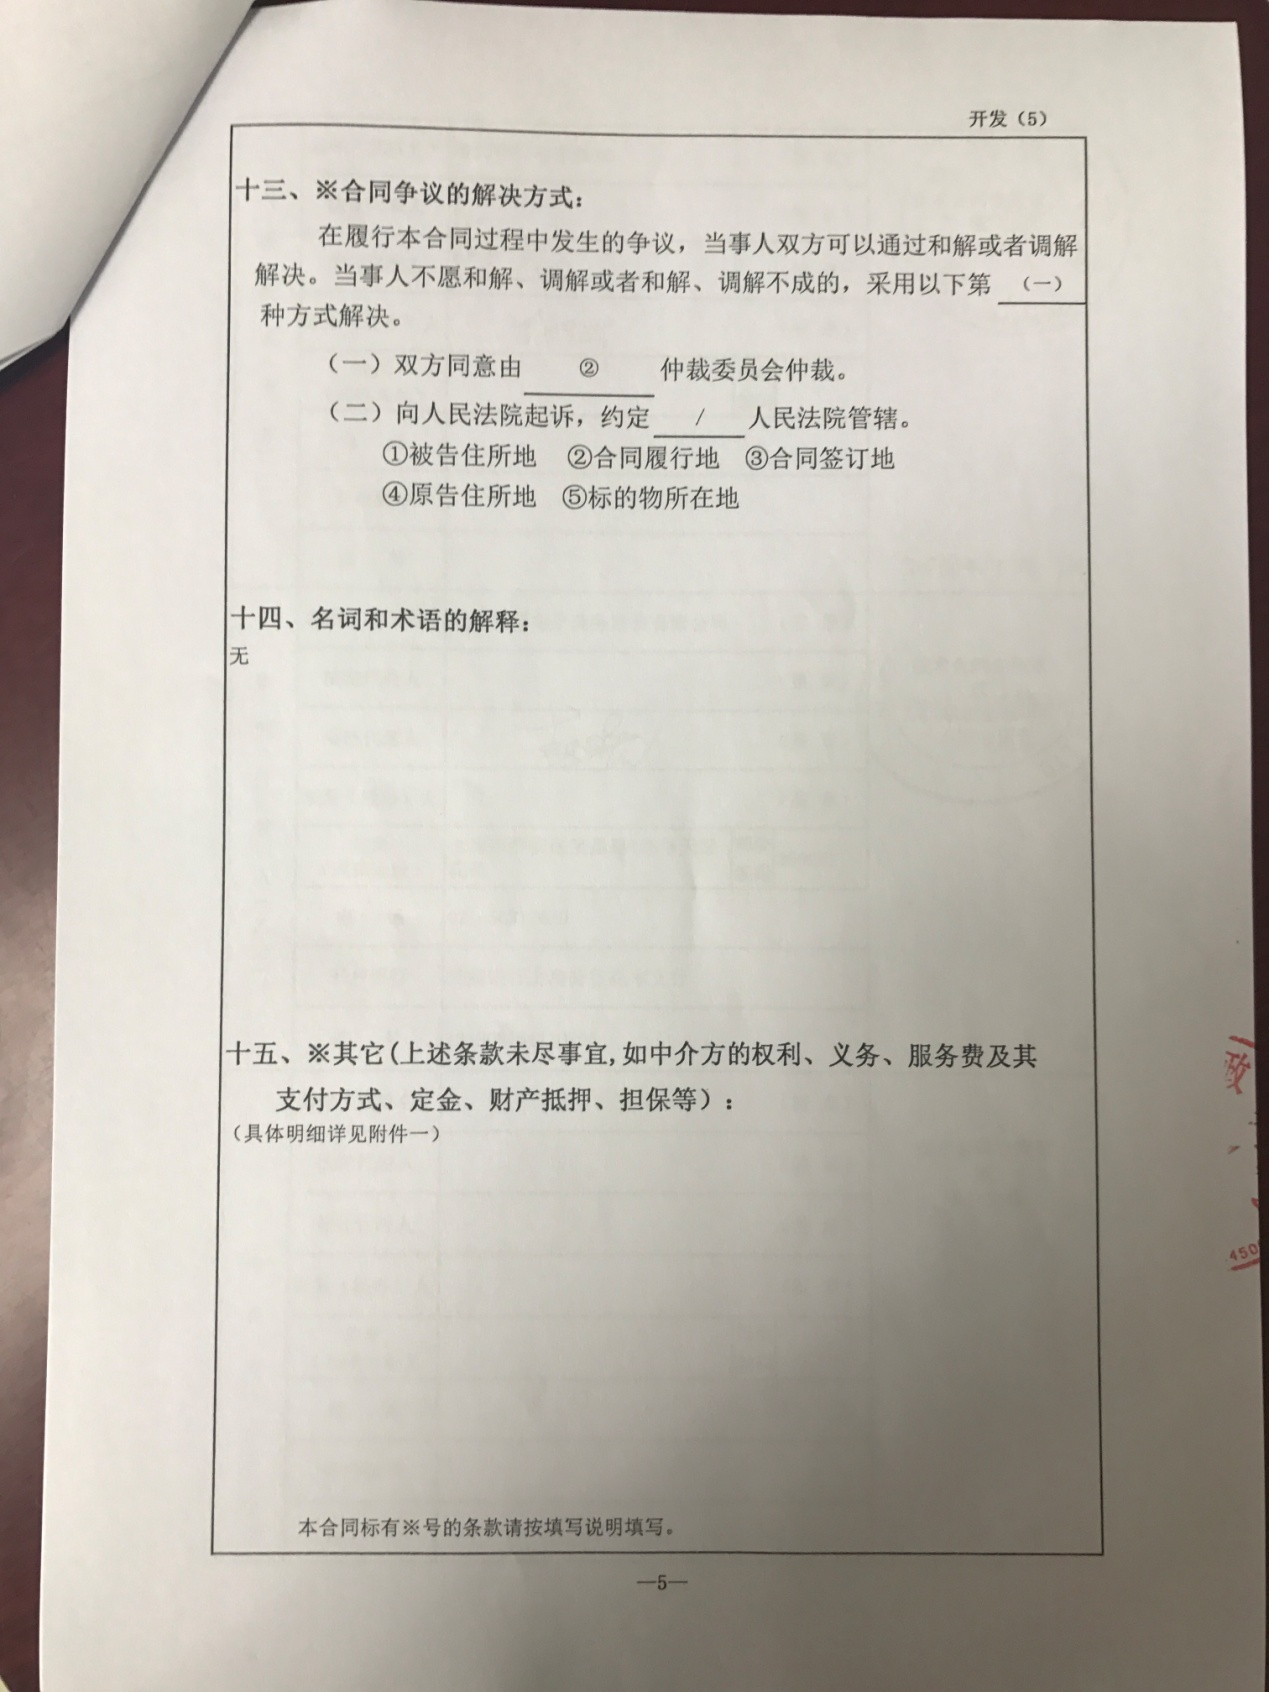 开发（5）
十三、※合同争议的解决方式：
在履行本合同过程中发生的争议，当事人双方可以通过和解或者调解
解决。当事人不愿和解、调解或者和解、调解不成的，采用以下第 （一）
种方式解决。
（一）双方同意由 ② 仲裁委员会仲裁。
（二）向人民法院起诉，约定 / 人民法院管辖。
①被告住所地 ②合同履行地 ③合同签订地
④原告住所地 ⑤标的物所在地
十四、名词和术语的解释：
无
十五、※其它(上述条款未尽事宜,如中介方的权利、义务、服务费及其
支付方式、定金、财产抵押、担保等)：
（具体明细详见附件一）
450
本合同标有※号的条款请按填写说明填写。
—5—